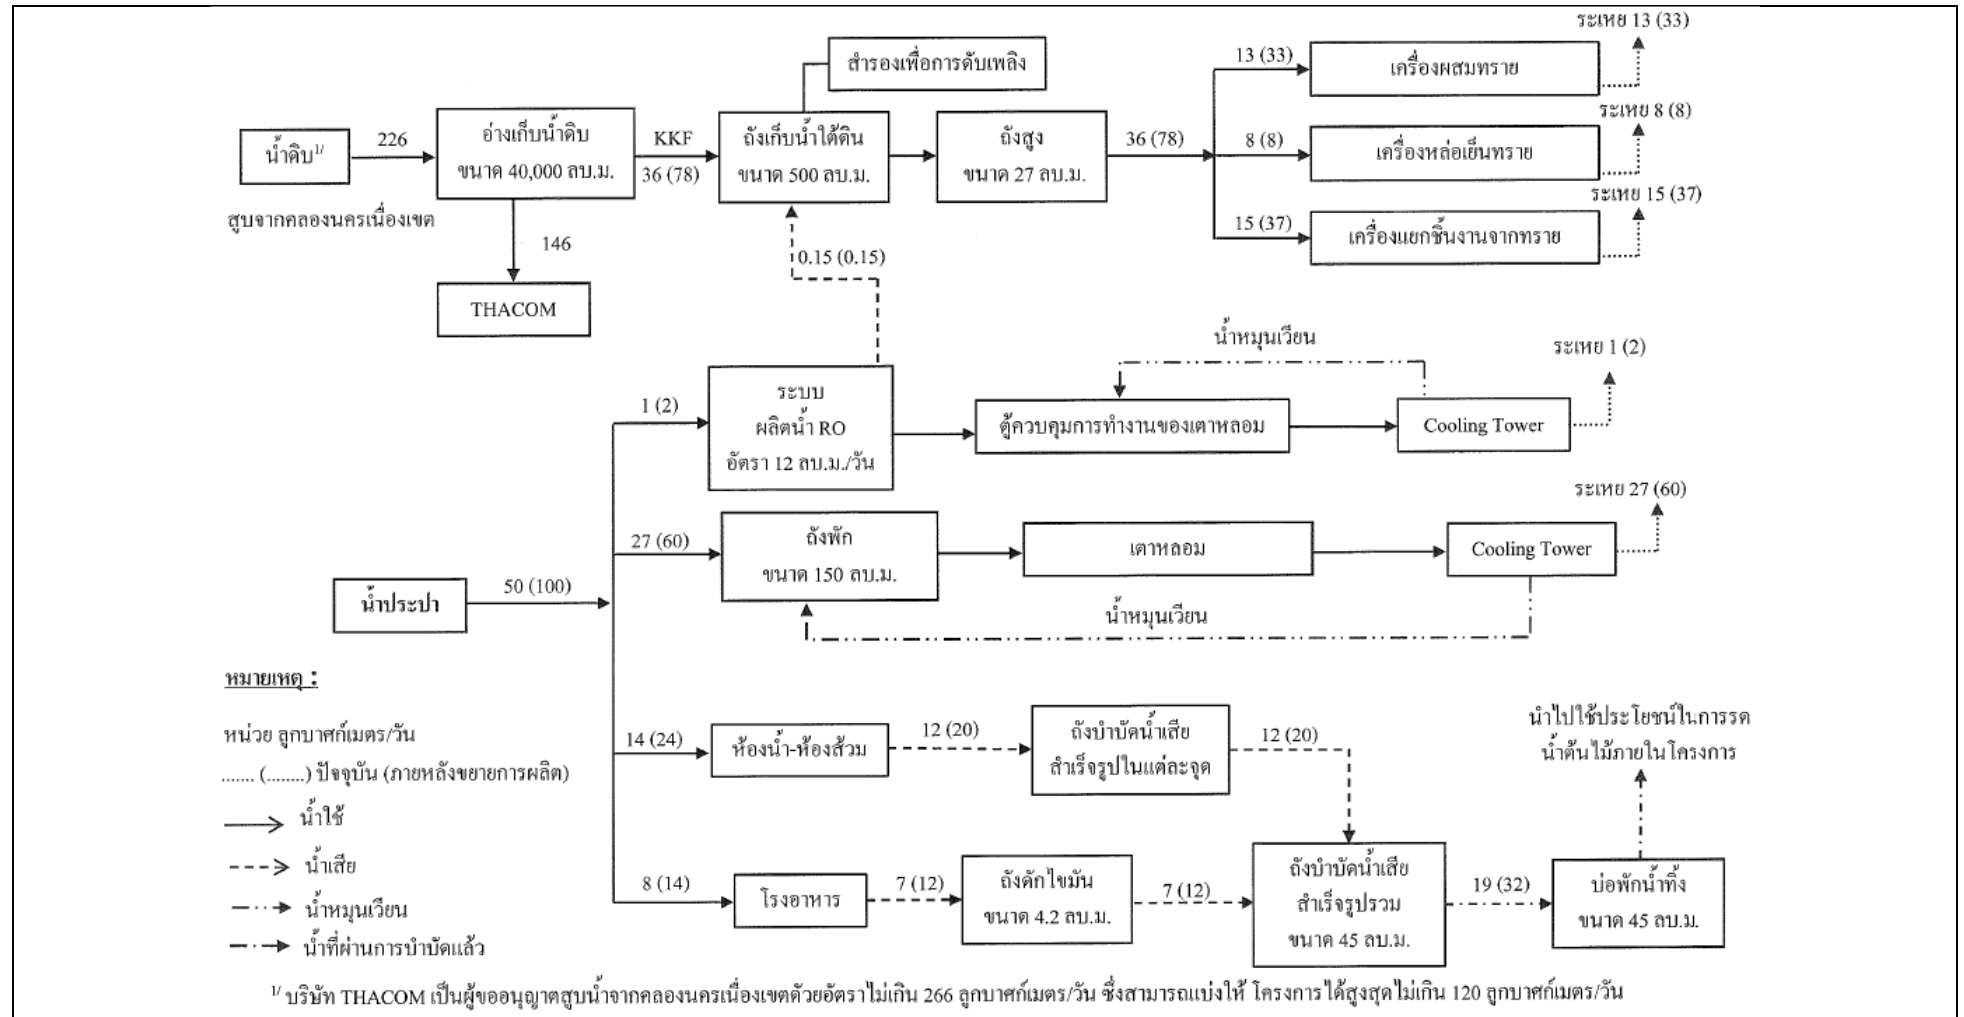 ระเหย 13 (33)
สำรองเพื่อการดับเพลิง
13 (33)
เครื่องผสมทราย
น้ำดิบ1/
226
อ่างเก็บน้ำดิบ
ขนาด 40,000 ลบ.ม.
KKF
36 (78)
ถังเก็บน้ำใต้ดิน
ขนาด 500 ลบ.ม.
ถังสูง
ขนาด 27 ลบ.ม.
36 (78)
ระเหย 8 (8)
8 (8)
เครื่องหล่อเย็นทราย
สูบจากคลองนครเนื่องเขต
ระเหย 15 (37)
15 (37)
เครื่องแยกชิ้นงานจากทราย
146
THACOM
0.15 (0.15)
น้ำหมุนเวียน
ระเหย 1 (2)
1 (2)
ระบบ
ผลิตน้ำ RO
อัตรา 12 ลบ.ม./วัน
ตู้ควบคุมการทำงานของเตาหลอม
Cooling Tower
ระเหย 27 (60)
27 (60)
ถังพัก
ขนาด 150 ลบ.ม.
เตาหลอม
Cooling Tower
น้ำประปา
50 (100)
น้ำหมุนเวียน
14 (24)
ห้องน้ำ-ห้องส้วม
12 (20)
ถังบำบัดน้ำเสีย
สำเร็จรูปในแต่ละจุด
12 (20)
นำไปใช้ประโยชน์ในการรด
น้ำต้นไม้ภายในโครงการ
8 (14)
โรงอาหาร
7 (12)
ถังดักไขมัน
ขนาด 4.2 ลบ.ม.
7 (12)
ถังบำบัดน้ำเสีย
สำเร็จรูปรวม
ขนาด 45 ลบ.ม.
19 (32)
บ่อพักน้ำทิ้ง
ขนาด 45 ลบ.ม.
หมายเหตุ :
หน่วย ลูกบาศก์เมตร/วัน
....... (........) ปัจจุบัน (ภายหลังขยายการผลิต)
น้ำใช้
น้ำเสีย
น้ำหมุนเวียน
น้ำที่ผ่านการบำบัดแล้ว
1/ บริษัท THACOM เป็นผู้ขออนุญาตสูบน้ำจากคลองนครเนื่องเขตด้วยอัตราไม่เกิน 266 ลูกบาศก์เมตร/วัน ซึ่งสามารถแบ่งให้ โครงการได้สูงสุดไม่เกิน 120 ลูกบาศก์เมตร/วัน